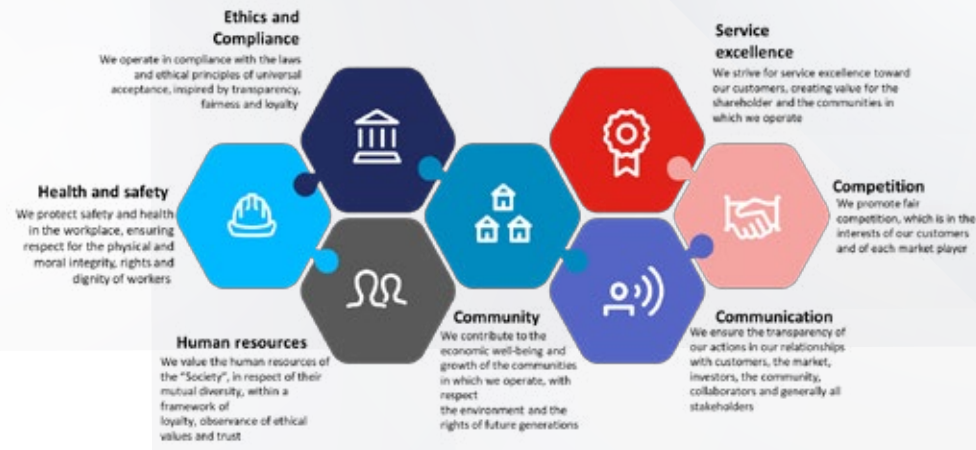 Ethics and
Compliance
We operate in compliance with the laws
and ethical principles of universal
acceptance, inspired by transparency,
fairness and loyalty
Service
excellence
We strive for service excellence toward
our customers, creating value for the
shareholder and the communities in
which we operate
Health and safety
We protect safety and health
in the workplace, ensuring
respect for the physical and
moral integrity, rights and
dignity of workers
Competition
We promote fair
competition, which is in the
interests of our customers
and of each market player
Human resources
We value the human resources of
the "Society", in respect of their
mutual diversity, within a
framework of
loyalty, observance of ethical
values and trust
Community
We contribute to the
economic well-being and
growth of the communities
in which we operate, with
respect
the environment and the
rights of future generations
Communication
We ensure the transparency of
our actions in our relationships
with customers, the market,
investors, the community,
collaborators and generally all
stakeholders